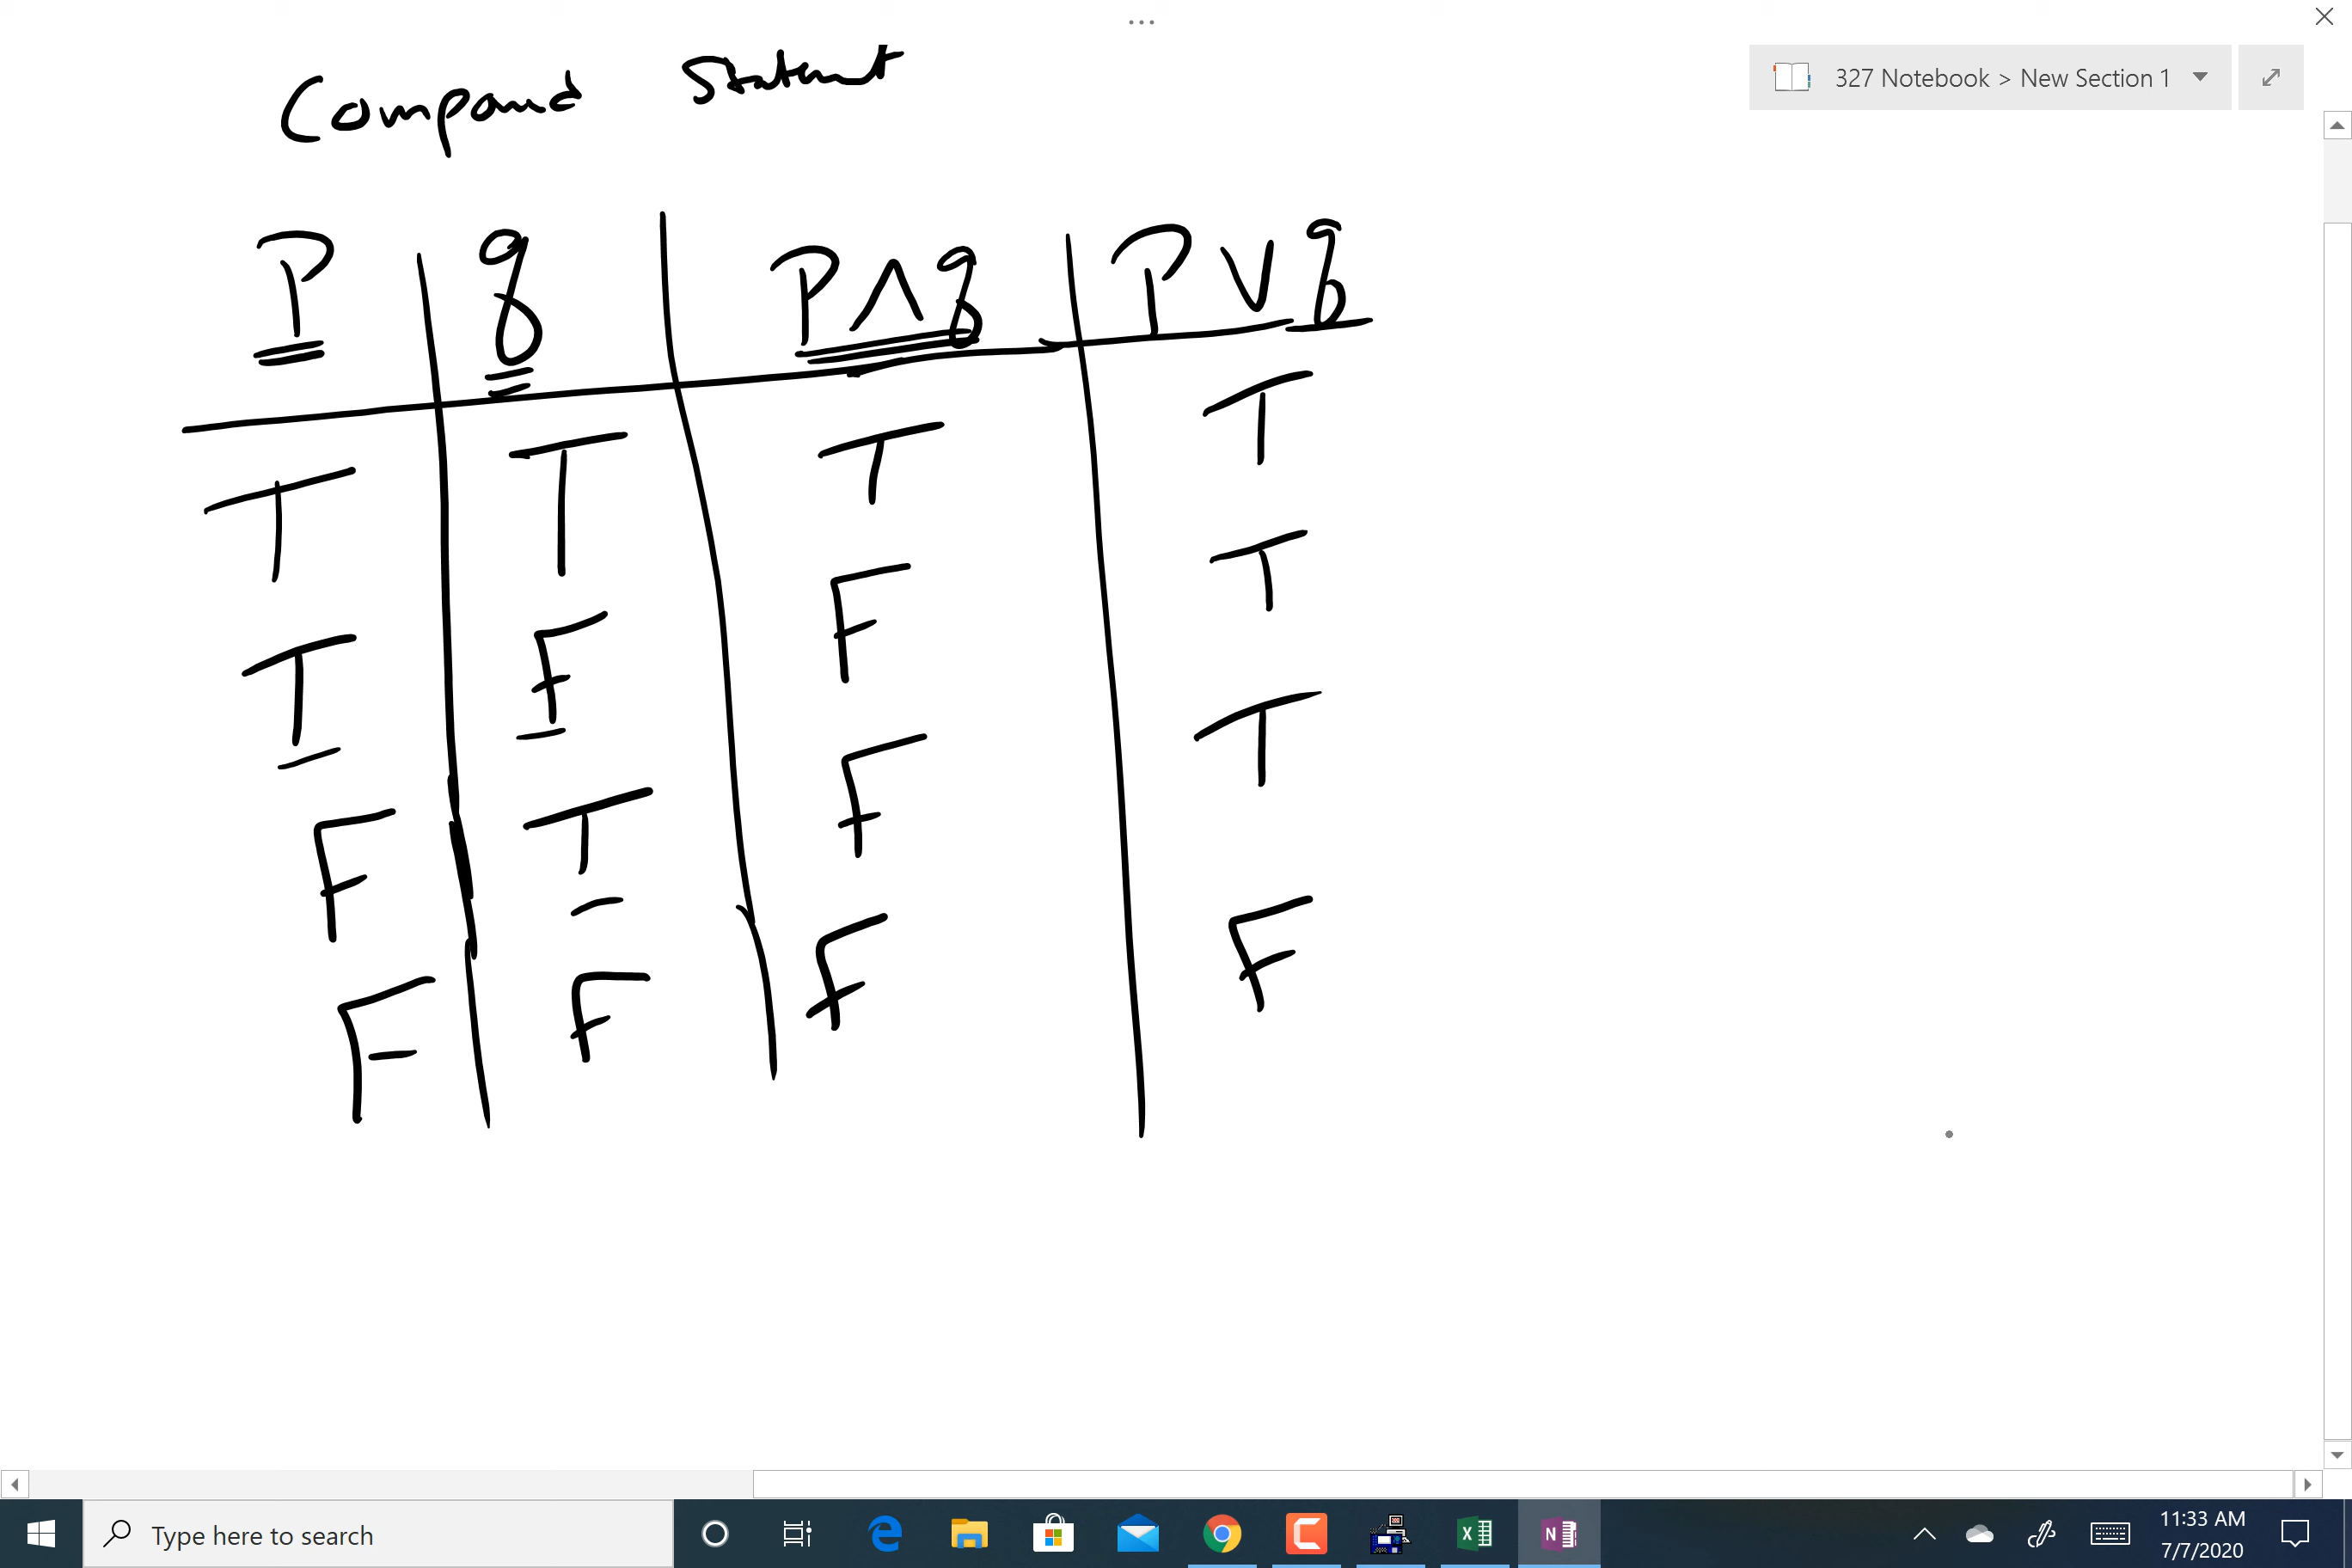 ...
Compound Statement
327 Notebook > New Section 1
P q P∧q P∨q
T T T T
T F F T
F T F T
F F F F
Type here to search
11:33 AM
7/7/2020